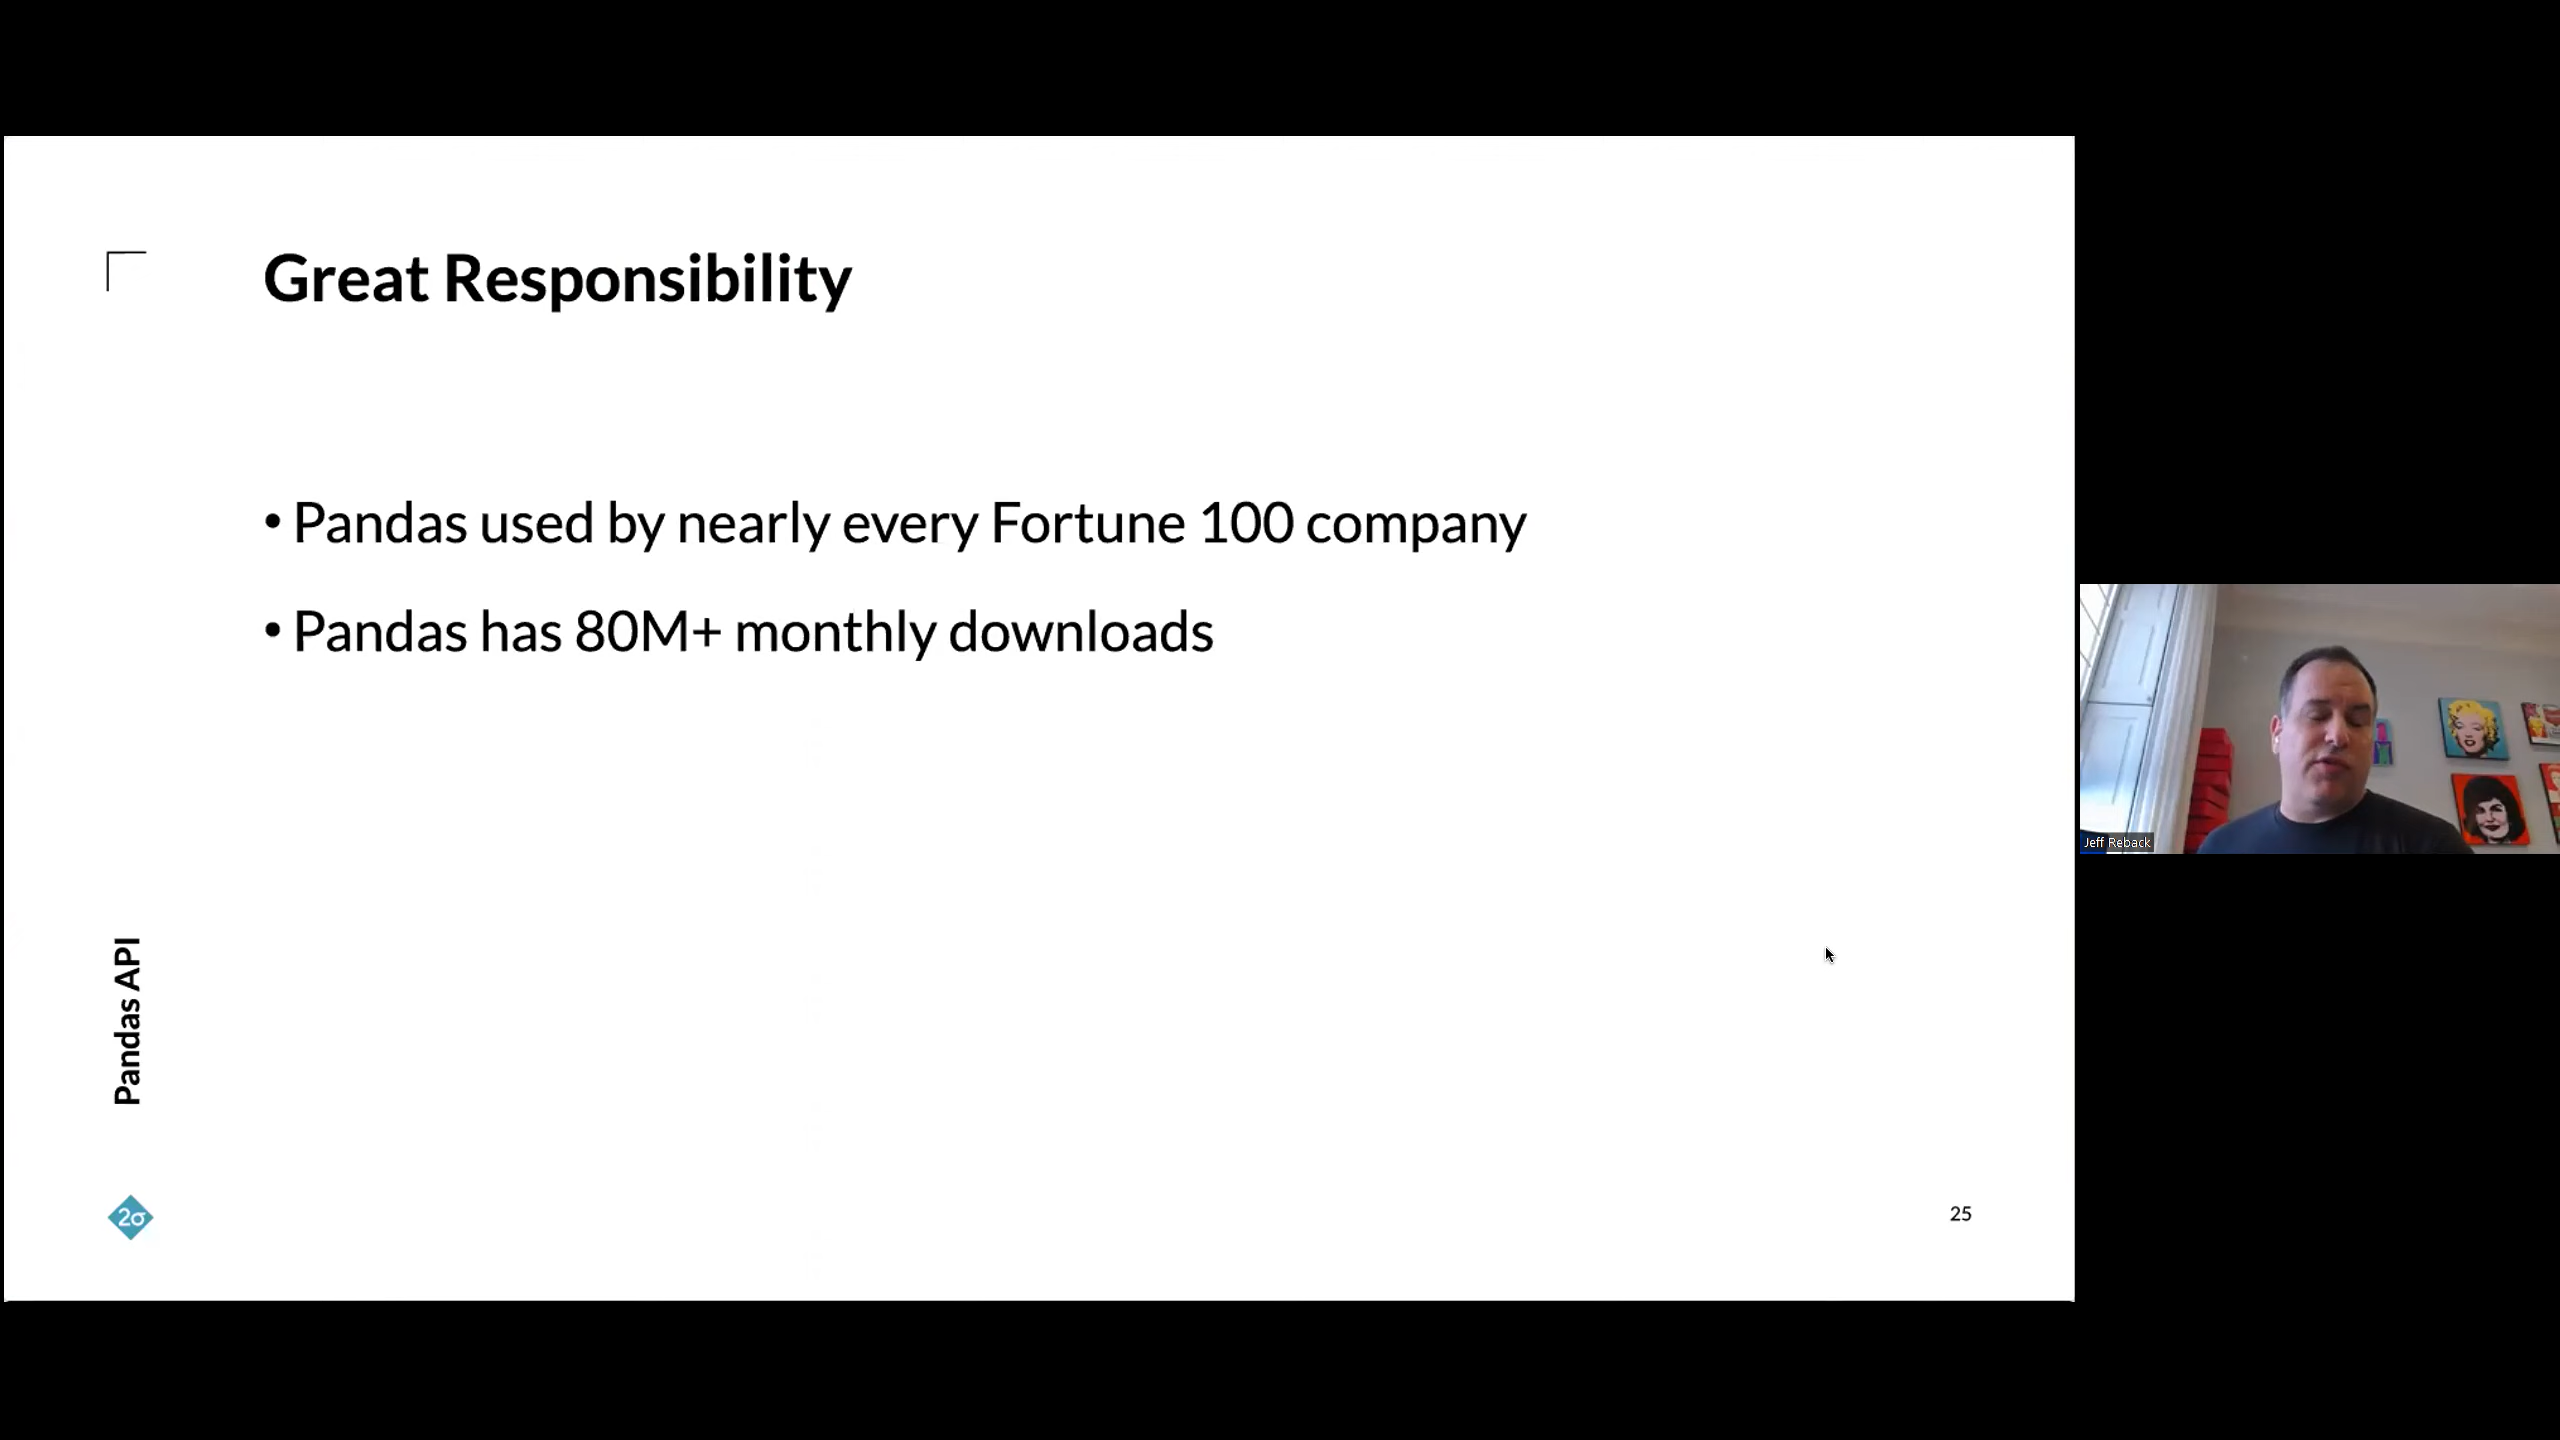 Great Responsibility
• Pandas used by nearly every Fortune 100 company
• Pandas has 80M+ monthly downloads
Pandas API
2σ
25
Jeff Reback